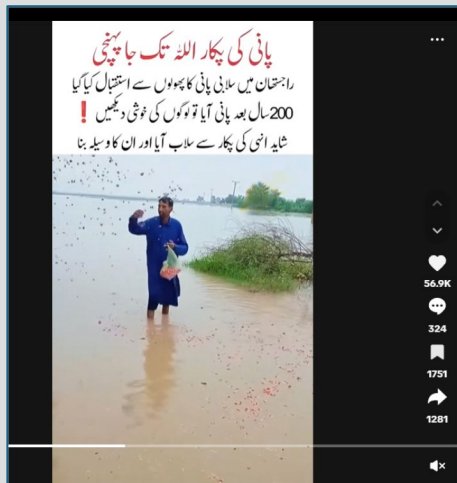 پانی کی پکار اللہ تک جا پہنچی
راجستھان میں سلابی پانی کا پھولوں سے استقبال کیا گیا
200 سال بعد پانی آیا تو لوگوں کی خوشی دیکھیں ❗
شاید انہی کی پکار سے سلاب آیا اور ان کا وسیلہ بنا
56.9K
324
1751
1281